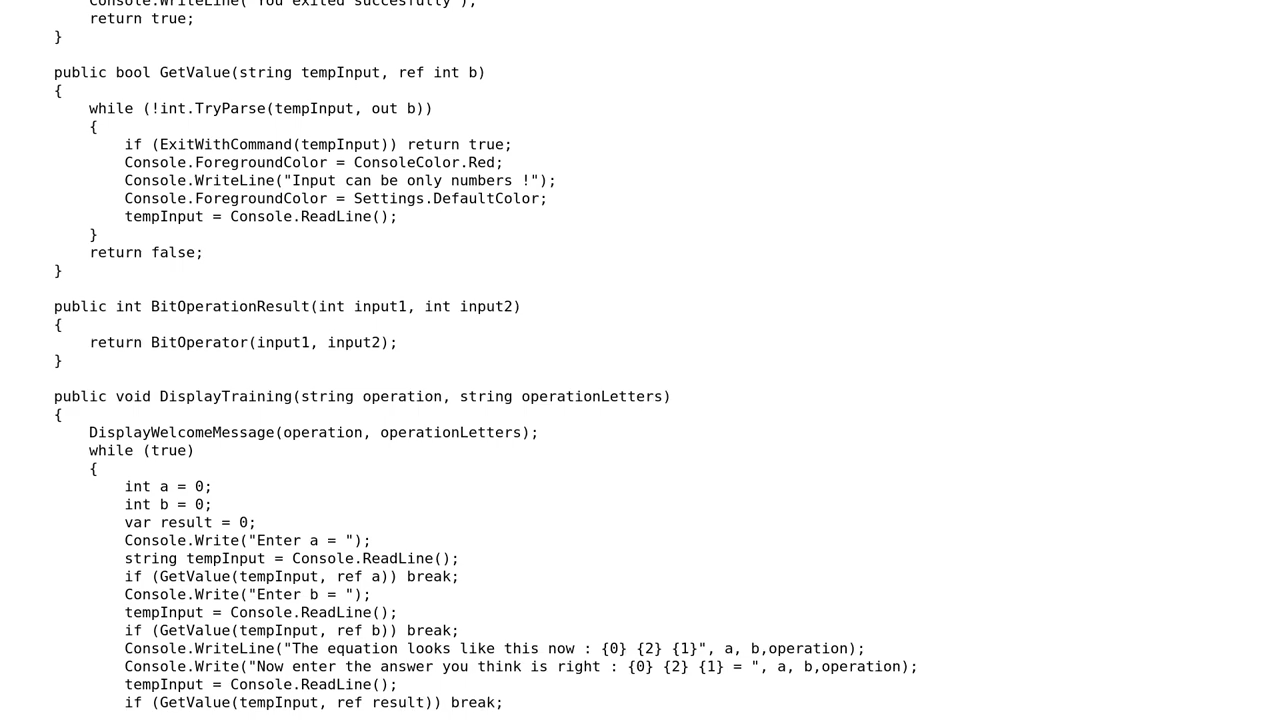 Console.WriteLine("You exited succesfully");
return true;
}
public bool GetValue(string tempInput, ref int b)
{
while (!int.TryParse(tempInput, out b))
{
if (ExitWithCommand(tempInput)) return true;
Console.ForegroundColor = ConsoleColor.Red;
Console.WriteLine("Input can be only numbers !");
Console.ForegroundColor = Settings.DefaultColor;
tempInput = Console.ReadLine();
}
return false;
}
public int BitOperationResult(int input1, int input2)
{
return BitOperator(input1, input2);
}
public void DisplayTraining(string operation, string operationLetters)
{
DisplayWelcomeMessage(operation, operationLetters);
while (true)
{
int a = 0;
int b = 0;
var result = 0;
Console.Write("Enter a = ");
string tempInput = Console.ReadLine();
if (GetValue(tempInput, ref a)) break;
Console.Write("Enter b = ");
tempInput = Console.ReadLine();
if (GetValue(tempInput, ref b)) break;
Console.WriteLine("The equation looks like this now : {0} {2} {1}", a, b,operation);
Console.Write("Now enter the answer you think is right : {0} {2} {1} = ", a, b,operation);
tempInput = Console.ReadLine();
if (GetValue(tempInput, ref result)) break;